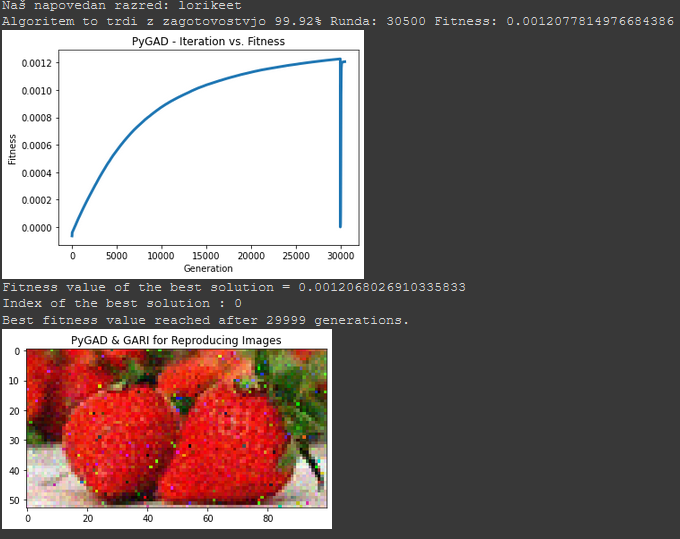 Naš napovedan razred: lorikeet
Algoritem to trdi z zagotovostvjo 99.92% Runda: 30500 Fitness: 0.0012077814976684386
PyGAD - Iteration vs. Fitness
0.0012
0.0010
0.0008
0.0006
0.0004
0.0002
0.0000
Fitness
0 5000 10000 15000 20000 25000 30000
Generation
Fitness value of the best solution = 0.0012068026910335833
Index of the best solution : 0
Best fitness value reached after 29999 generations.
PyGAD & GARI for Reproducing Images
0
10
20
30
40
50
0 20 40 60 80